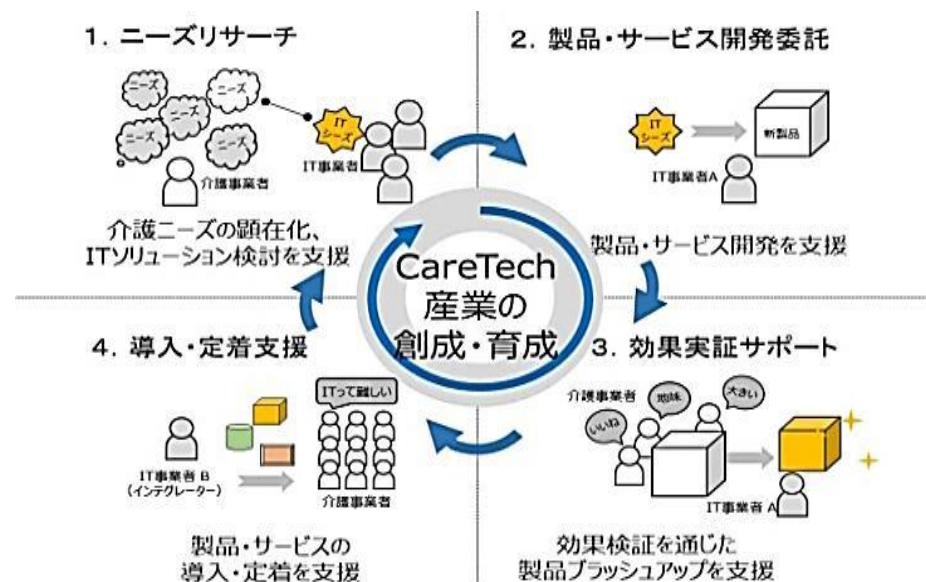 1. ニーズリサーチ
ニーズ
ニーズ
ニーズ
ニーズ
ニーズ
IT
シーズ
IT事業者
介護事業者
介護ニーズの顕在化、
ITソリューション検討を支援
2. 製品・サービス開発委託
IT
シーズ
新製品
IT事業者A
製品・サービス開発を支援
CareTech
産業の
創成・育成
3. 効果実証サポート
介護事業者
いいね
地味
大きい
IT事業者 A
効果検証を通じた
製品ブラッシュアップを支援
4. 導入・定着支援
ITって難しい
IT事業者 B
(インテグレーター)
介護事業者
製品・サービスの
導入・定着を支援